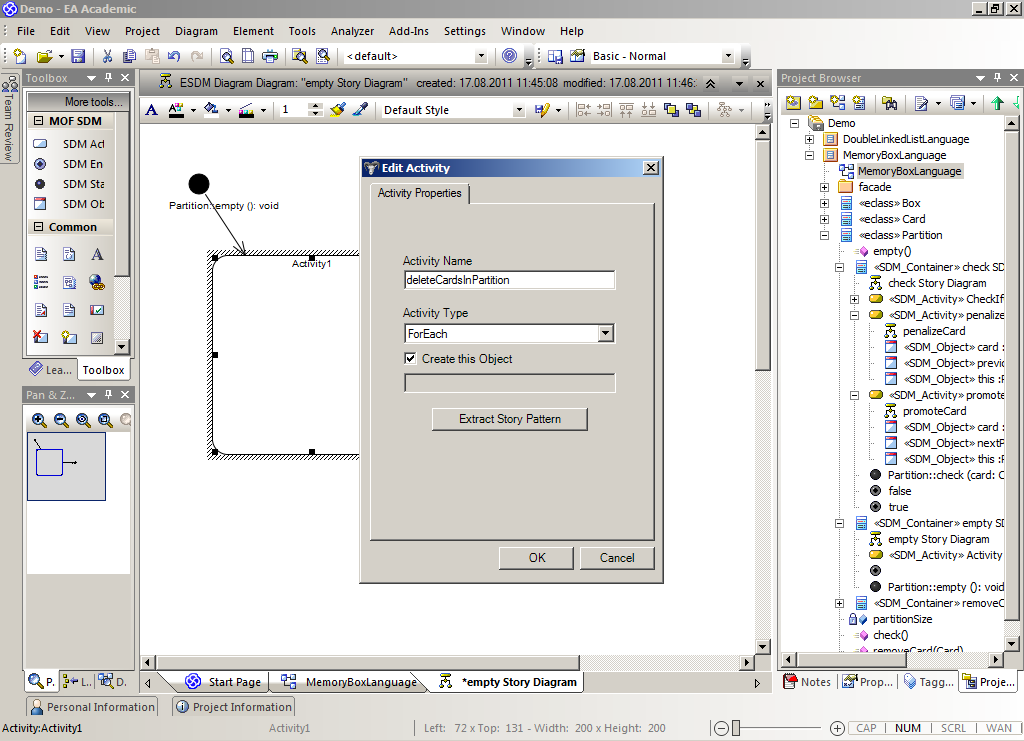 Demo - EA Academic
File Edit View Project Diagram Element Tools Analyzer Add-Ins Settings Window Help
<default>
Basic - Normal
Team Review
Toolbox
More tools...
MOF SDM
SDM Act
SDM En
SDM Sta
SDM Ob
Common
Lea... Toolbox
Pan & Z...
P. L.. D.
ESDM Diagram Diagram: "empty Story Diagram" created: 17.08.2011 11:45:08 modified: 17.08.2011 11:46:
1 Default Style
Partition::empty (): void
Activity1
Edit Activity
Activity Properties
Activity Name
deleteCardsInPartition
Activity Type
ForEach
Create this Object
Extract Story Pattern
OK Cancel
Start Page MemoryBoxLanguage *empty Story Diagram
Project Browser
Demo
DoubleLinkedListLanguage
MemoryBoxLanguage
MemoryBoxLanguage
facade
«eclass» Box
«eclass» Card
«eclass» Partition
empty()
«SDM_Container» check SD
check Story Diagram
«SDM_Activity» CheckIf
«SDM_Activity» penalize
penalizeCard
«SDM_Object» card :
«SDM_Object» previo
«SDM_Object» this :P
«SDM_Activity» promote
promoteCard
«SDM_Object» card :
«SDM_Object» nextP
«SDM_Object» this :P
Partition::check (card: C
false
true
«SDM_Container» empty SD
empty Story Diagram
«SDM_Activity» Activity
Partition::empty (): void
«SDM_Container» removeC
partitionSize
check()
removeCard(Card)
Notes Prop... Tagg... Proje...
Personal Information Project Information
Activity:Activity1 Activity1 Left: 72 x Top: 131 - Width: 200 x Height: 200 CAP NUM SCRL WAN